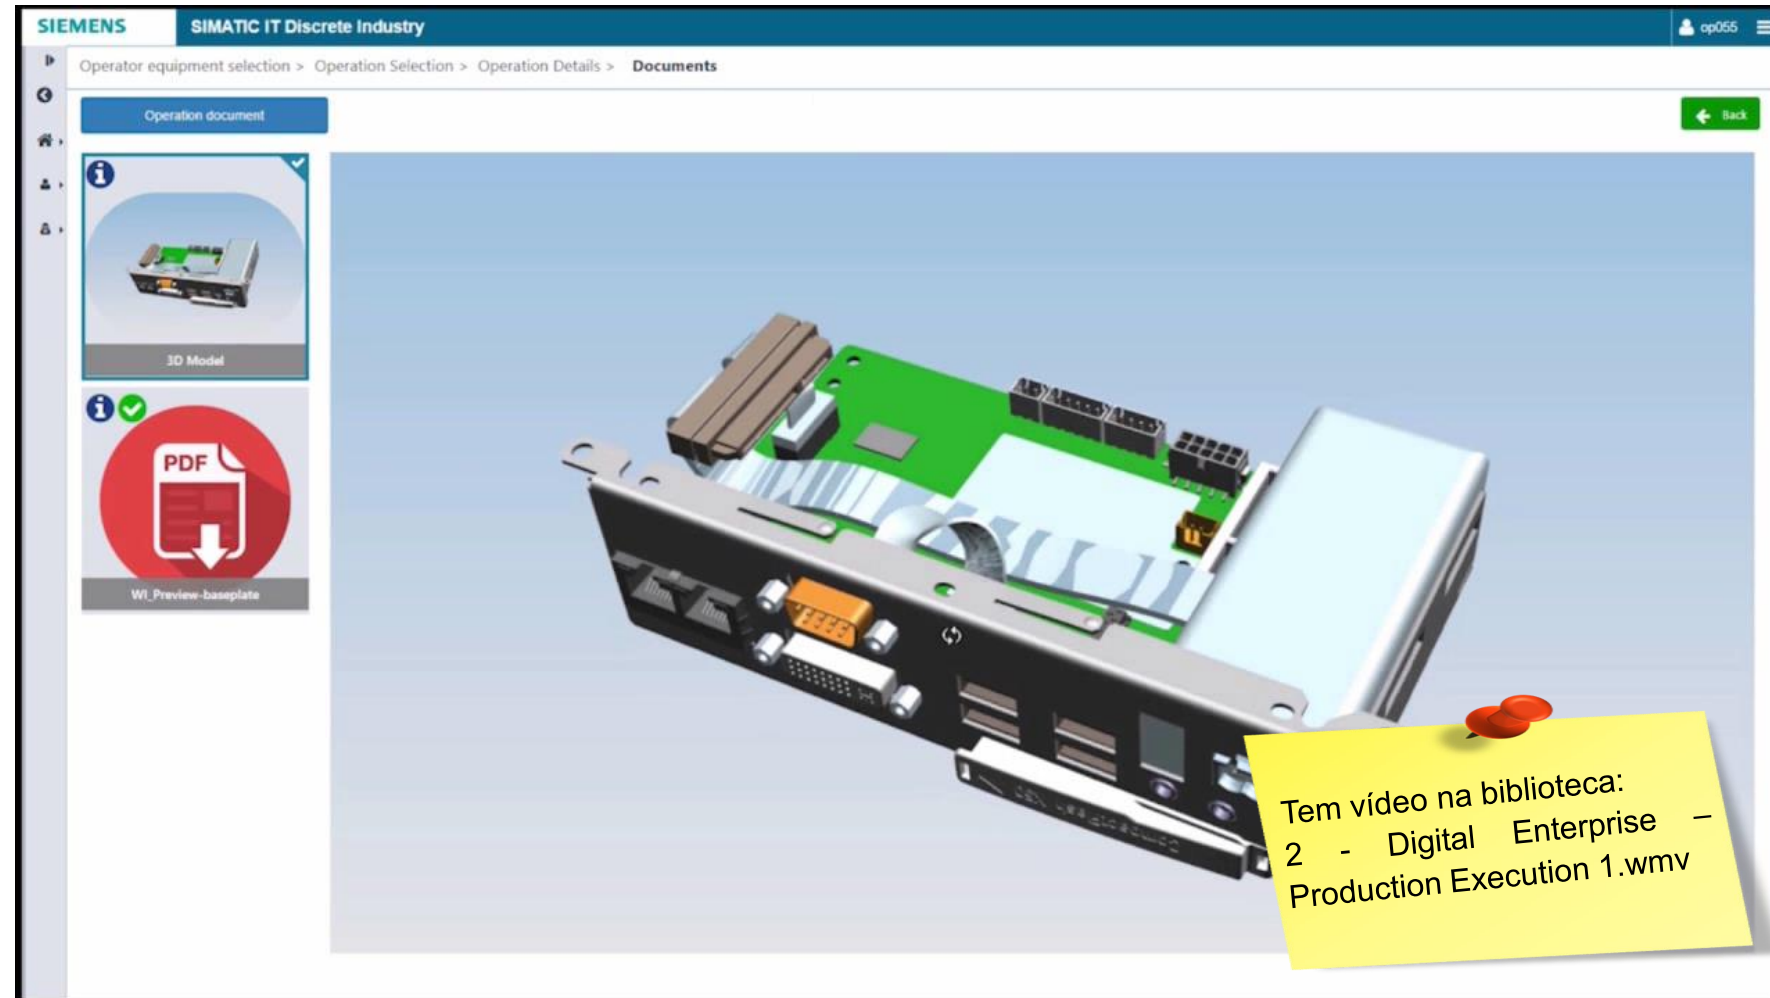 SIEMENS
SIMATIC IT Discrete Industry
op055
Operator equipment selection > Operation Selection > Operation Details > Documents
Operation document
Back
3D Model
PDF
WI_Preview-baseplate
Tem vídeo na biblioteca:
2 - Digital Enterprise –
Production Execution 1.wmv